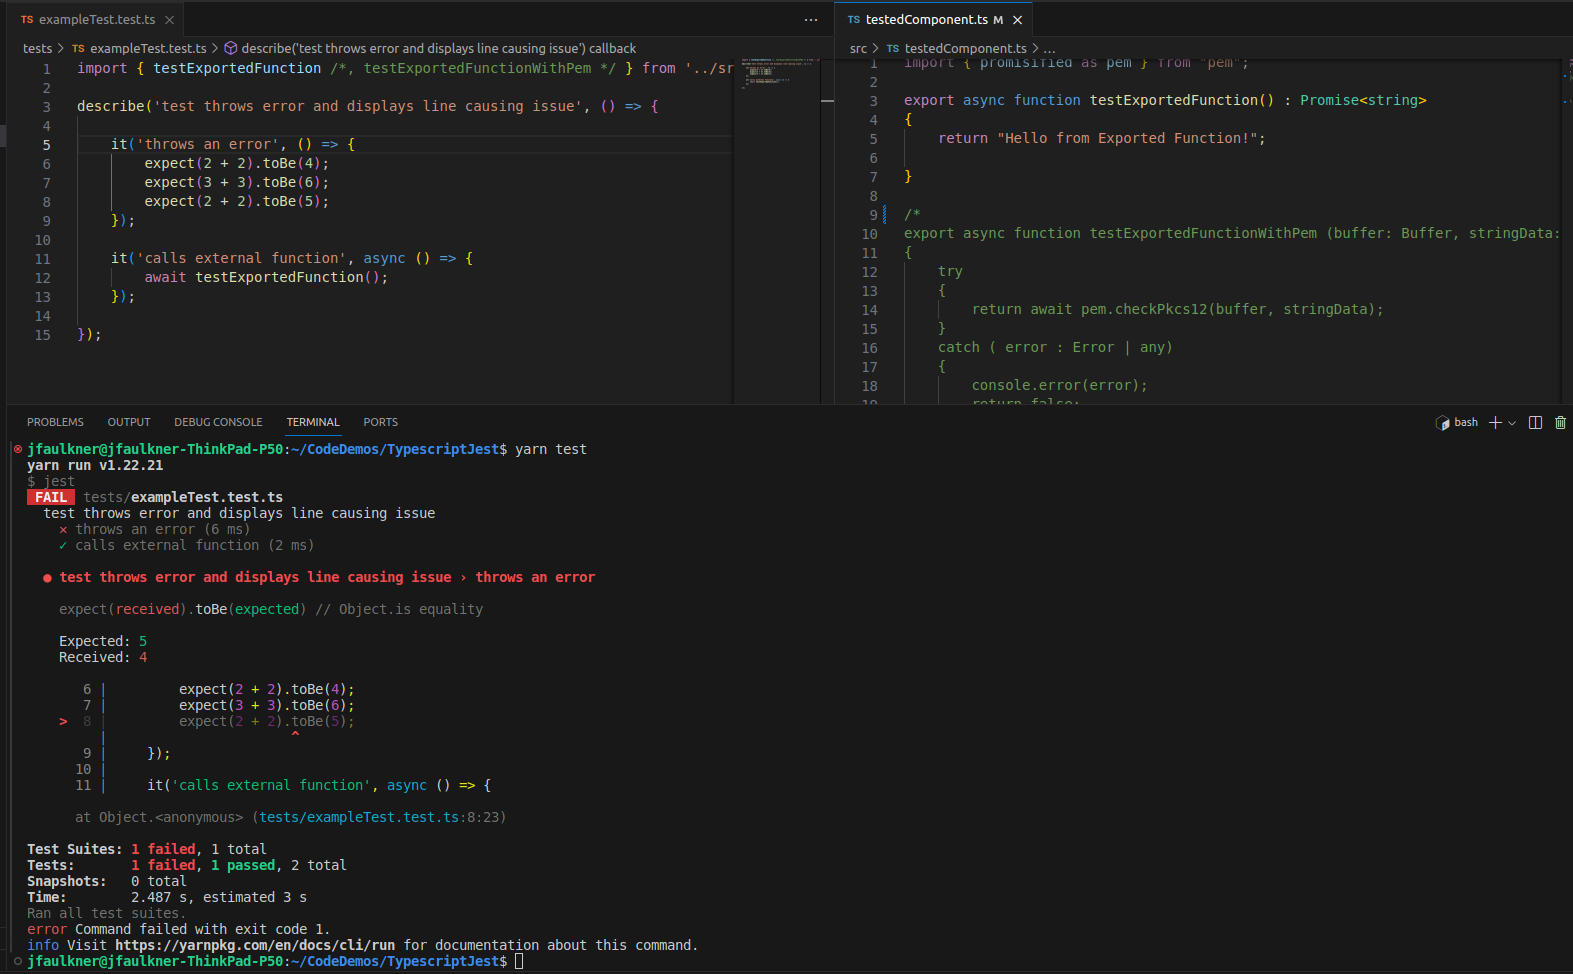 TS exampleTest.test.ts
tests > TS exampleTest.test.ts > describe('test throws error and displays line causing issue') callback
1 import { testExportedFunction /*, testExportedFunctionWithPem */ } from '../sr
2
3 describe('test throws error and displays line causing issue', () => {
4
5 it('throws an error', () => {
6 expect(2 + 2).toBe(4);
7 expect(3 + 3).toBe(6);
8 expect(2 + 2).toBe(5);
9 });
10
11 it('calls external function', async () => {
12 await testExportedFunction();
13 });
14
15 });
TS testedComponent.ts M
src > TS testedComponent.ts > ...
1 import { promisified as pem } from "pem";
2
3 export async function testExportedFunction() : Promise<string>
4 {
5 return "Hello from Exported Function!";
6
7 }
8
9 /*
10 export async function testExportedFunctionWithPem (buffer: Buffer, stringData:
11 {
12 try
13 {
14 return await pem.checkPkcs12(buffer, stringData);
15 }
16 catch ( error : Error | any)
17 {
18 console.error(error);
19 return false;
PROBLEMS OUTPUT DEBUG CONSOLE TERMINAL PORTS
bash
jfaulkner@jfaulkner-ThinkPad-P50:~/CodeDemos/TypescriptJest$ yarn test
yarn run v1.22.21
$ jest
FAIL tests/exampleTest.test.ts
test throws error and displays line causing issue
✕ throws an error (6 ms)
✓ calls external function (2 ms)
● test throws error and displays line causing issue › throws an error
expect(received).toBe(expected) // Object.is equality
Expected: 5
Received: 4
6 | expect(2 + 2).toBe(4);
7 | expect(3 + 3).toBe(6);
> 8 | expect(2 + 2).toBe(5);
| ^
9 | });
10 |
11 | it('calls external function', async () => {
at Object.<anonymous> (tests/exampleTest.test.ts:8:23)
Test Suites: 1 failed, 1 total
Tests: 1 failed, 1 passed, 2 total
Snapshots: 0 total
Time: 2.487 s, estimated 3 s
Ran all test suites.
error Command failed with exit code 1.
info Visit https://yarnpkg.com/en/docs/cli/run for documentation about this command.
jfaulkner@jfaulkner-ThinkPad-P50:~/CodeDemos/TypescriptJest$